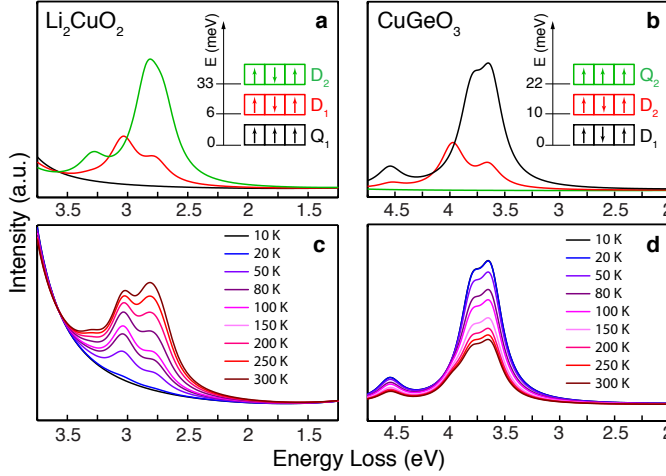 Li2CuO2
a
E (meV)
33
6
0
D2
D1
Q1
3.5 3 2.5 2 1.5
CuGeO3
b
E (meV)
22
10
0
Q2
D2
D1
4.5 4 3.5 3 2.5 2
Intensity (a.u.)
c
10 K
20 K
50 K
80 K
100 K
150 K
200 K
250 K
300 K
3.5 3 2.5 2 1.5
d
10 K
20 K
50 K
80 K
100 K
150 K
200 K
250 K
300 K
4.5 4 3.5 3 2.5 2
Energy Loss (eV)